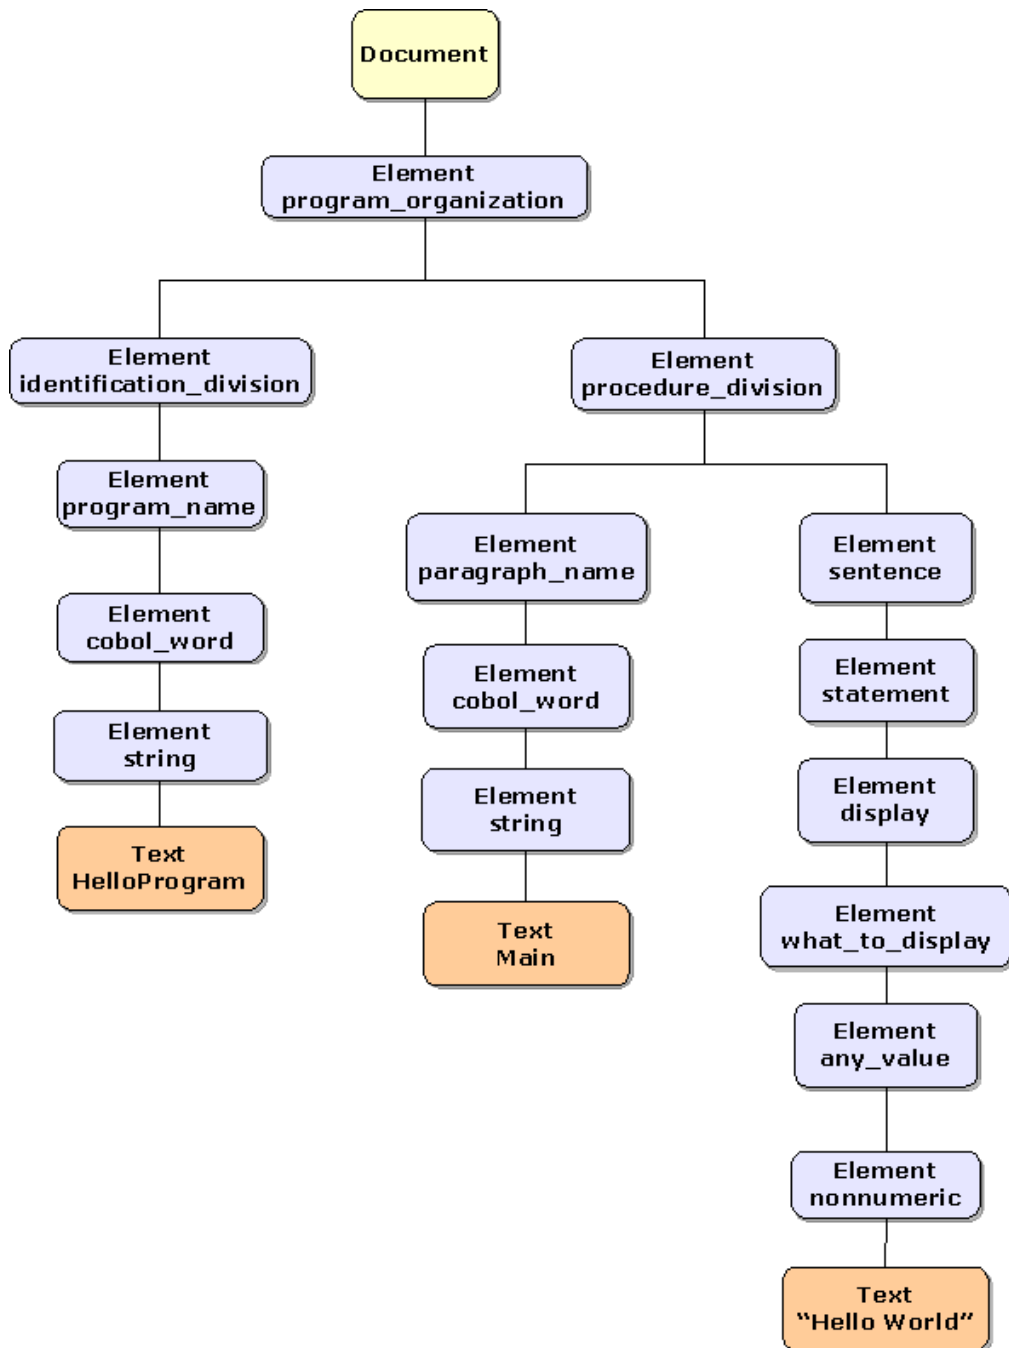 Document
Element
program_organization
Element
identification_division
Element
procedure_division
Element
program_name
Element
paragraph_name
Element
sentence
Element
cobol_word
Element
cobol_word
Element
statement
Element
string
Element
string
Element
display
Text
HelloProgram
Text
Main
Element
what_to_display
Element
any_value
Element
nonnumeric
Text
“Hello World”